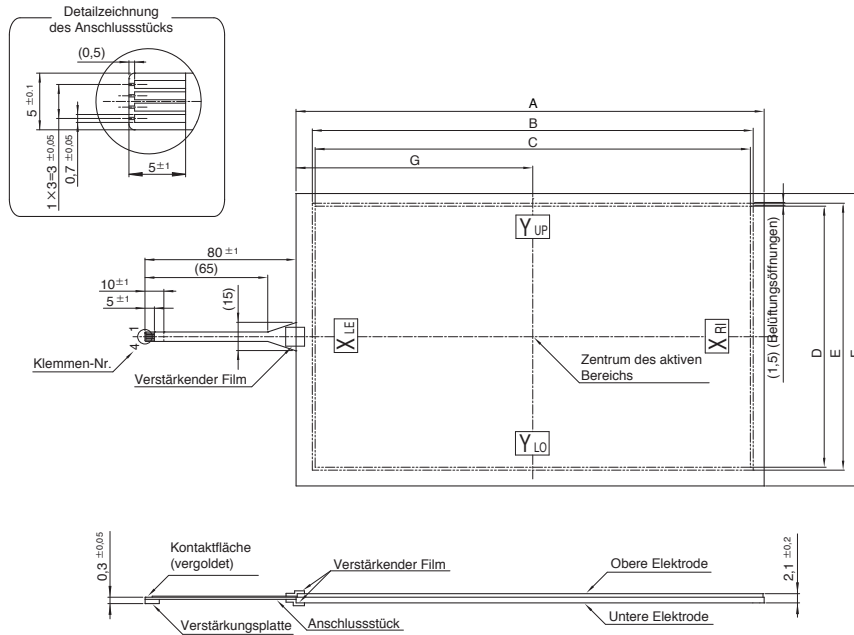 Detailzeichnung
des Anschlussstücks
(0,5)
5 ±0.1
1×3=3 ±0,05
0,7 ±0,05
5±1
A
B
C
G
80 ±1
(65)
10±1
5 ±1
(15)
1
4
Klemmen-Nr.
Verstärkender Film
Y UP
X LE
X RI
Y LO
Zentrum des aktiven
Bereichs
(1,5) (Belüftungsöffnungen)
D
E
0,3 ±0,05
Kontaktfläche
(vergoldet)
Verstärkungsplatte
Anschlussstück
Verstärkender Film
Obere Elektrode
Untere Elektrode
2,1 ±0,2